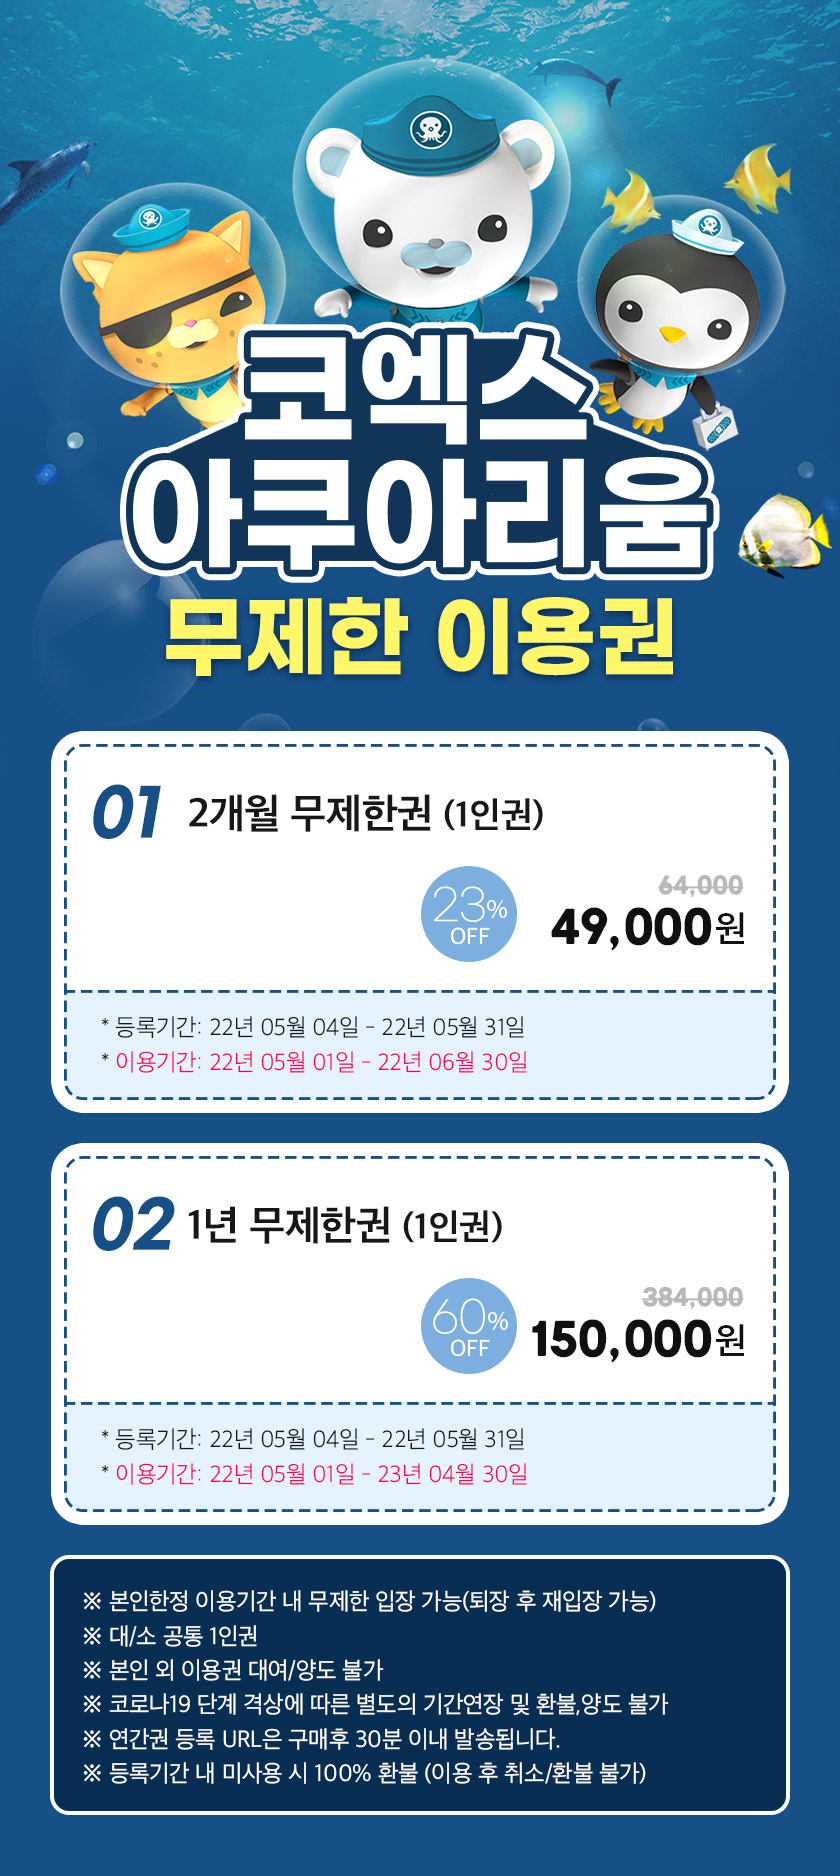 코엑스
아쿠아리움
무제한 이용권
01 2개월 무제한권 (1인권)
23% OFF
64,000
49,000원
* 등록기간: 22년 05월 04일 - 22년 05월 31일
* 이용기간: 22년 05월 01일 - 22년 06월 30일
02 1년 무제한권 (1인권)
60% OFF
384,000
150,000원
* 등록기간: 22년 05월 04일 - 22년 05월 31일
* 이용기간: 22년 05월 01일 - 23년 04월 30일
※ 본인한정 이용기간 내 무제한 입장 가능(퇴장 후 재입장 가능)
※ 대/소 공통 1인권
※ 본인 외 이용권 대여/양도 불가
※ 코로나19 단계 격상에 따른 별도의 기간연장 및 환불,양도 불가
※ 연간권 등록 URL은 구매후 30분 이내 발송됩니다.
※ 등록기간 내 미사용 시 100% 환불 (이용 후 취소/환불 불가)